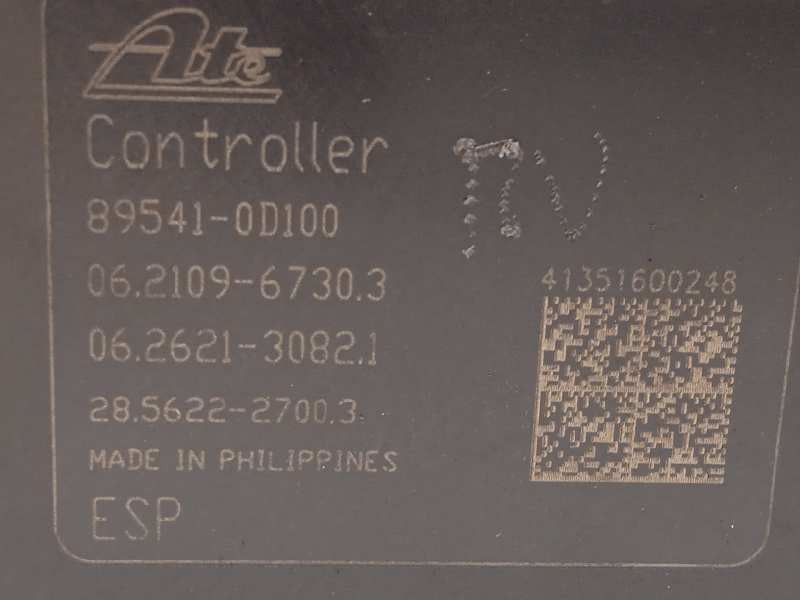 Ate
Controller
89541-0D100
06.2109-6730.3
06.2621-3082.1
28.5622-2700.3
MADE IN PHILIPPINES
ESP
41351600248